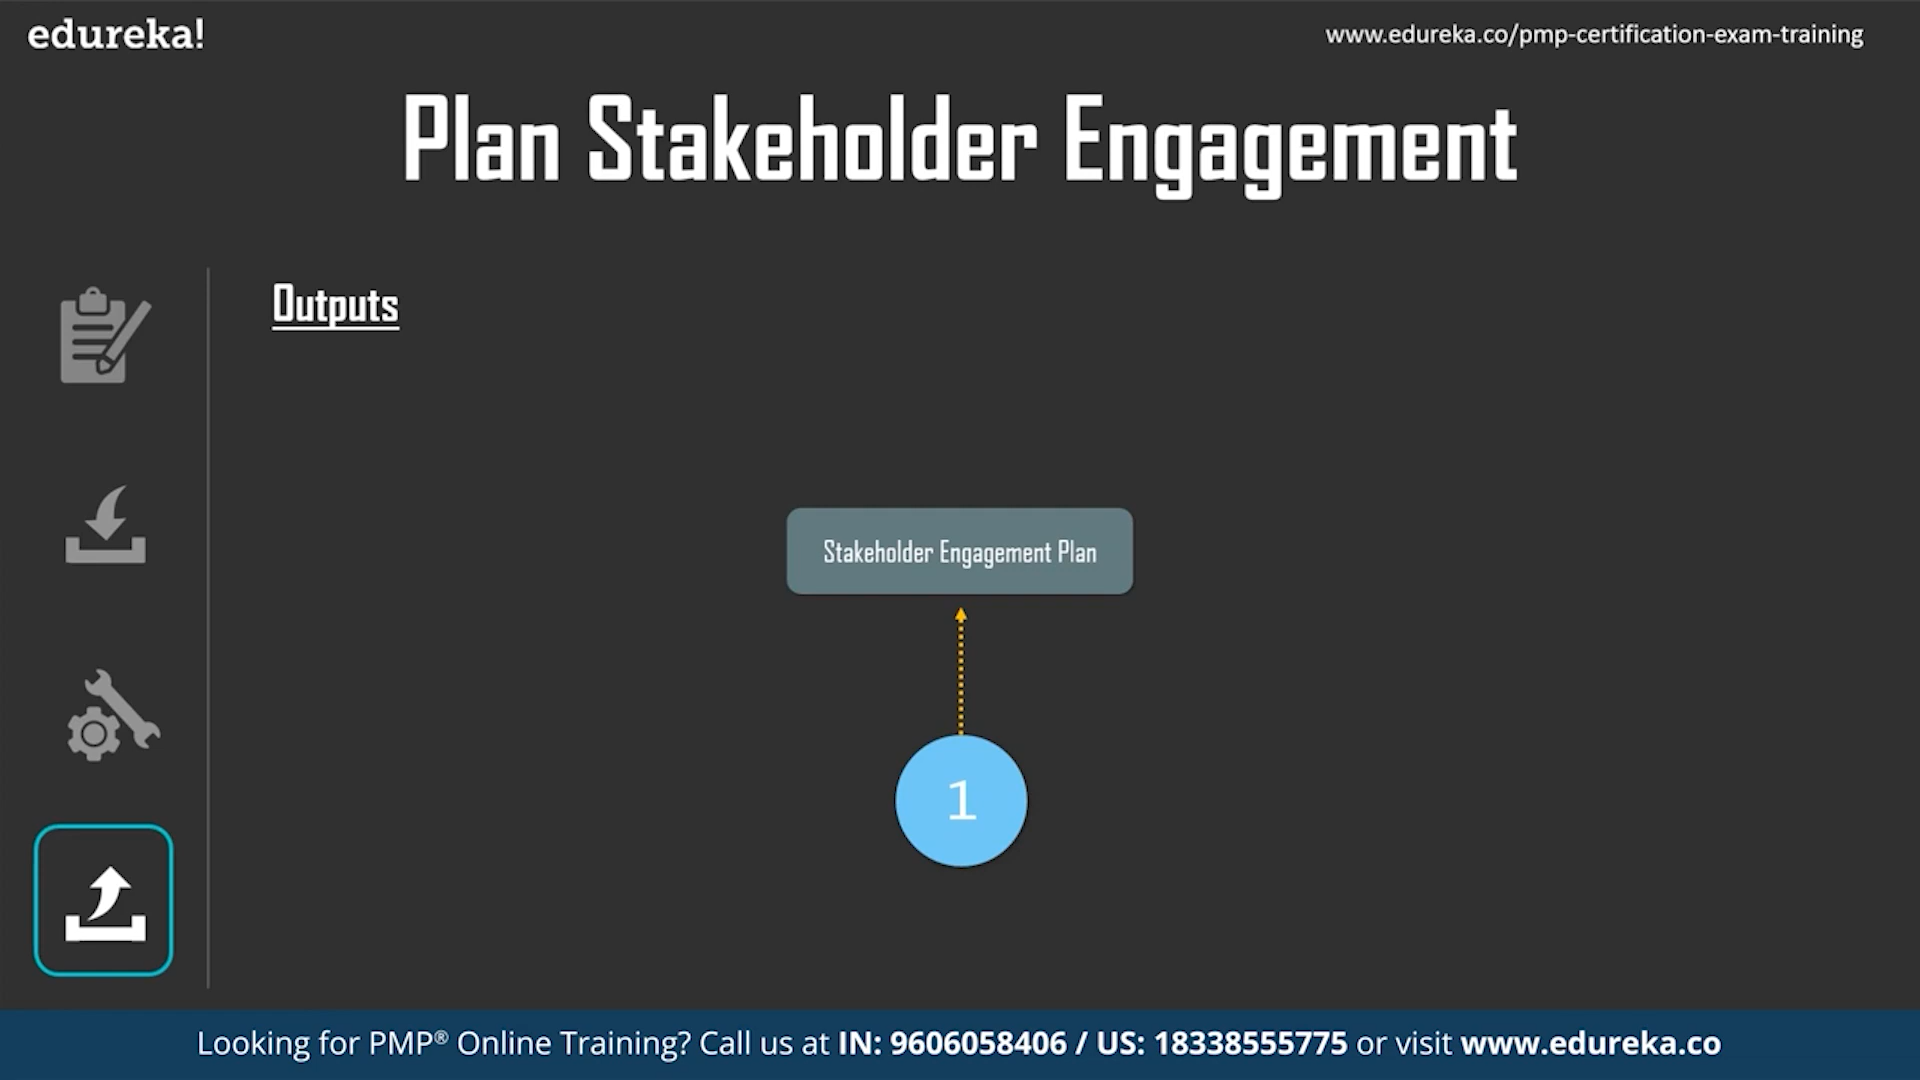 edureka!
www.edureka.co/pmp-certification-exam-training
Plan Stakeholder Engagement
Outputs
Stakeholder Engagement Plan
1
Looking for PMP® Online Training? Call us at IN: 9606058406 / US: 18338555775 or visit www.edureka.co